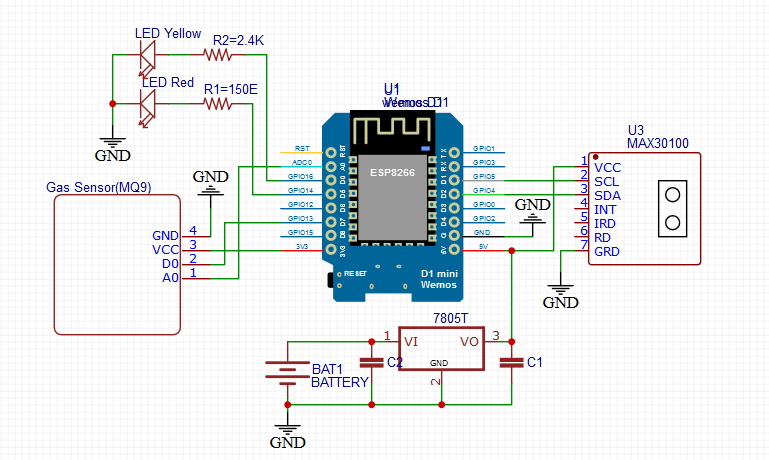 LED Yellow
R2=2.4K
LED Red
R1=150E
GND
GND
Gas Sensor(MQ9)
GND 4
VCC 3
D0 2
A0 1
U1
Wemos D1
RST
ADC0
GPIO16
GPIO14
GPIO12
GPIO13
GPIO15
3V3
RST
A0
D0
D5
D6
D7
D8
3V3
ESP8266
TX
RX
D1
D2
D3
D4
G
5V
GPIO1
GPIO3
GPIO5
GPIO4
GPIO0
GPIO2
GND
5V
RESET
D1 mini
Wemos
GND
U3
MAX30100
1 VCC
2 SCL
3 SDA
4 INT
5 IRD
6 RD
7 GRD
GND
7805T
1 VI
VO 3
GND
2
C2
C1
BAT1
BATTERY
GND